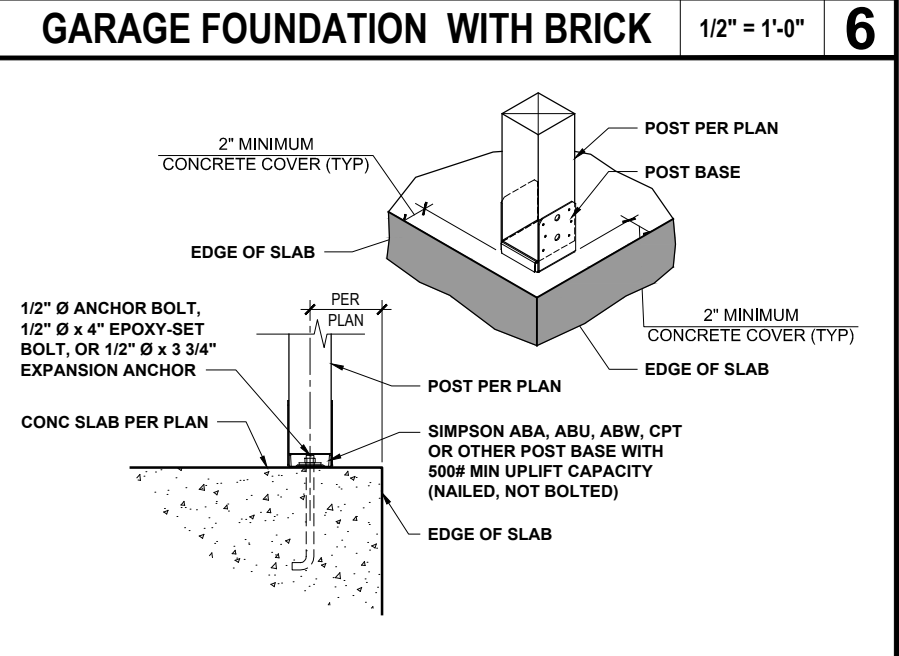 GARAGE FOUNDATION WITH BRICK
1/2" = 1'-0"
6
2" MINIMUM
CONCRETE COVER (TYP)
POST PER PLAN
POST BASE
EDGE OF SLAB
2" MINIMUM
CONCRETE COVER (TYP)
EDGE OF SLAB
1/2" Ø ANCHOR BOLT,
1/2" Ø x 4" EPOXY-SET
BOLT, OR 1/2" Ø x 3 3/4"
EXPANSION ANCHOR
PER
PLAN
POST PER PLAN
CONC SLAB PER PLAN
SIMPSON ABA, ABU, ABW, CPT
OR OTHER POST BASE WITH
500# MIN UPLIFT CAPACITY
(NAILED, NOT BOLTED)
EDGE OF SLAB